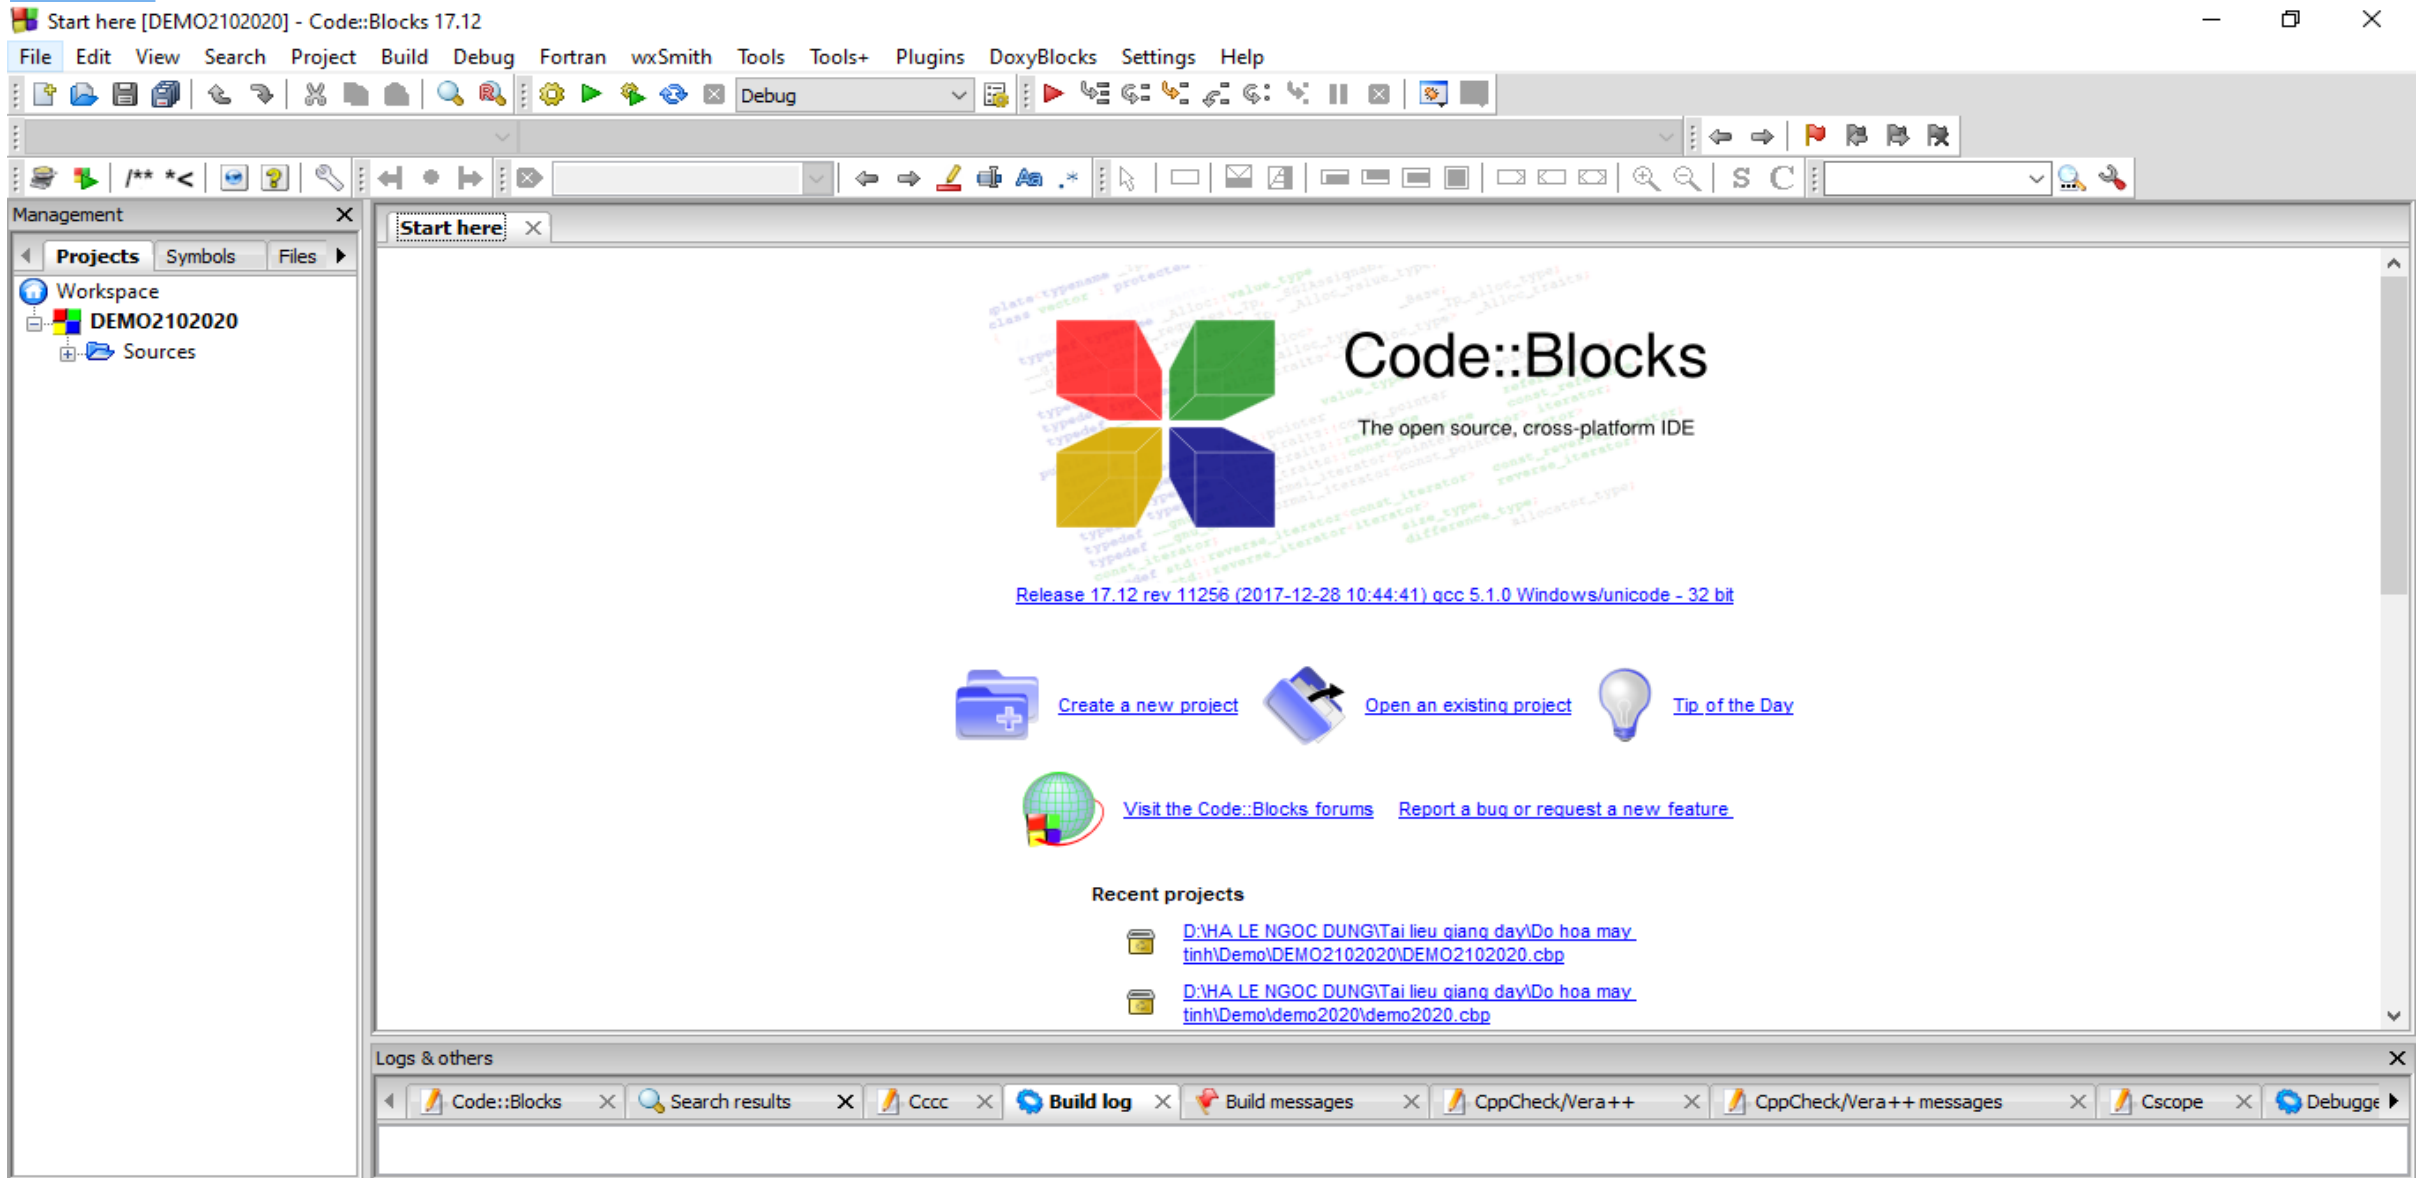 Start here [DEMO2102020] - Code::Blocks 17.12
File Edit View Search Project Build Debug Fortran wxSmith Tools Tools+ Plugins DoxyBlocks Settings Help
Debug
/** *<
Aa .*
S C
Management
Projects Symbols Files
Workspace
DEMO2102020
Sources
Start here
Code::Blocks
The open source, cross-platform IDE
Release 17.12 rev 11256 (2017-12-28 10:44:41) gcc 5.1.0 Windows/unicode - 32 bit
Create a new project Open an existing project Tip of the Day
Visit the Code::Blocks forums Report a bug or request a new feature
Recent projects
D:\HA LE NGOC DUNG\Tai lieu giang day\Do hoa may
tinh\Demo\DEMO2102020\DEMO2102020.cbp
D:\HA LE NGOC DUNG\Tai lieu giang day\Do hoa may
tinh\Demo\demo2020\demo2020.cbp
Logs & others
Code::Blocks Search results Cccc Build log Build messages CppCheck/Vera++ CppCheck/Vera++ messages Cscope Debugge